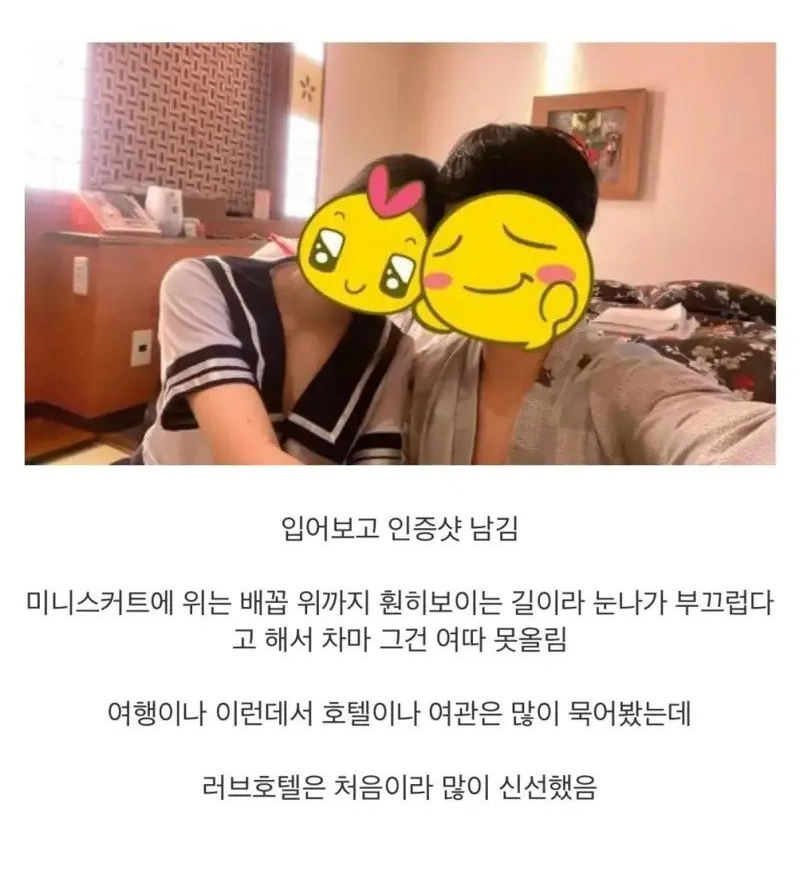 입어보고 인증샷 남김
미니스커트에 위는 배꼽 위까지 훤히보이는 길이라 눈나가 부끄럽다
고 해서 차마 그건 여따 못올림
여행이나 이런데서 호텔이나 여관은 많이 묵어봤는데
러브호텔은 처음이라 많이 신선했음